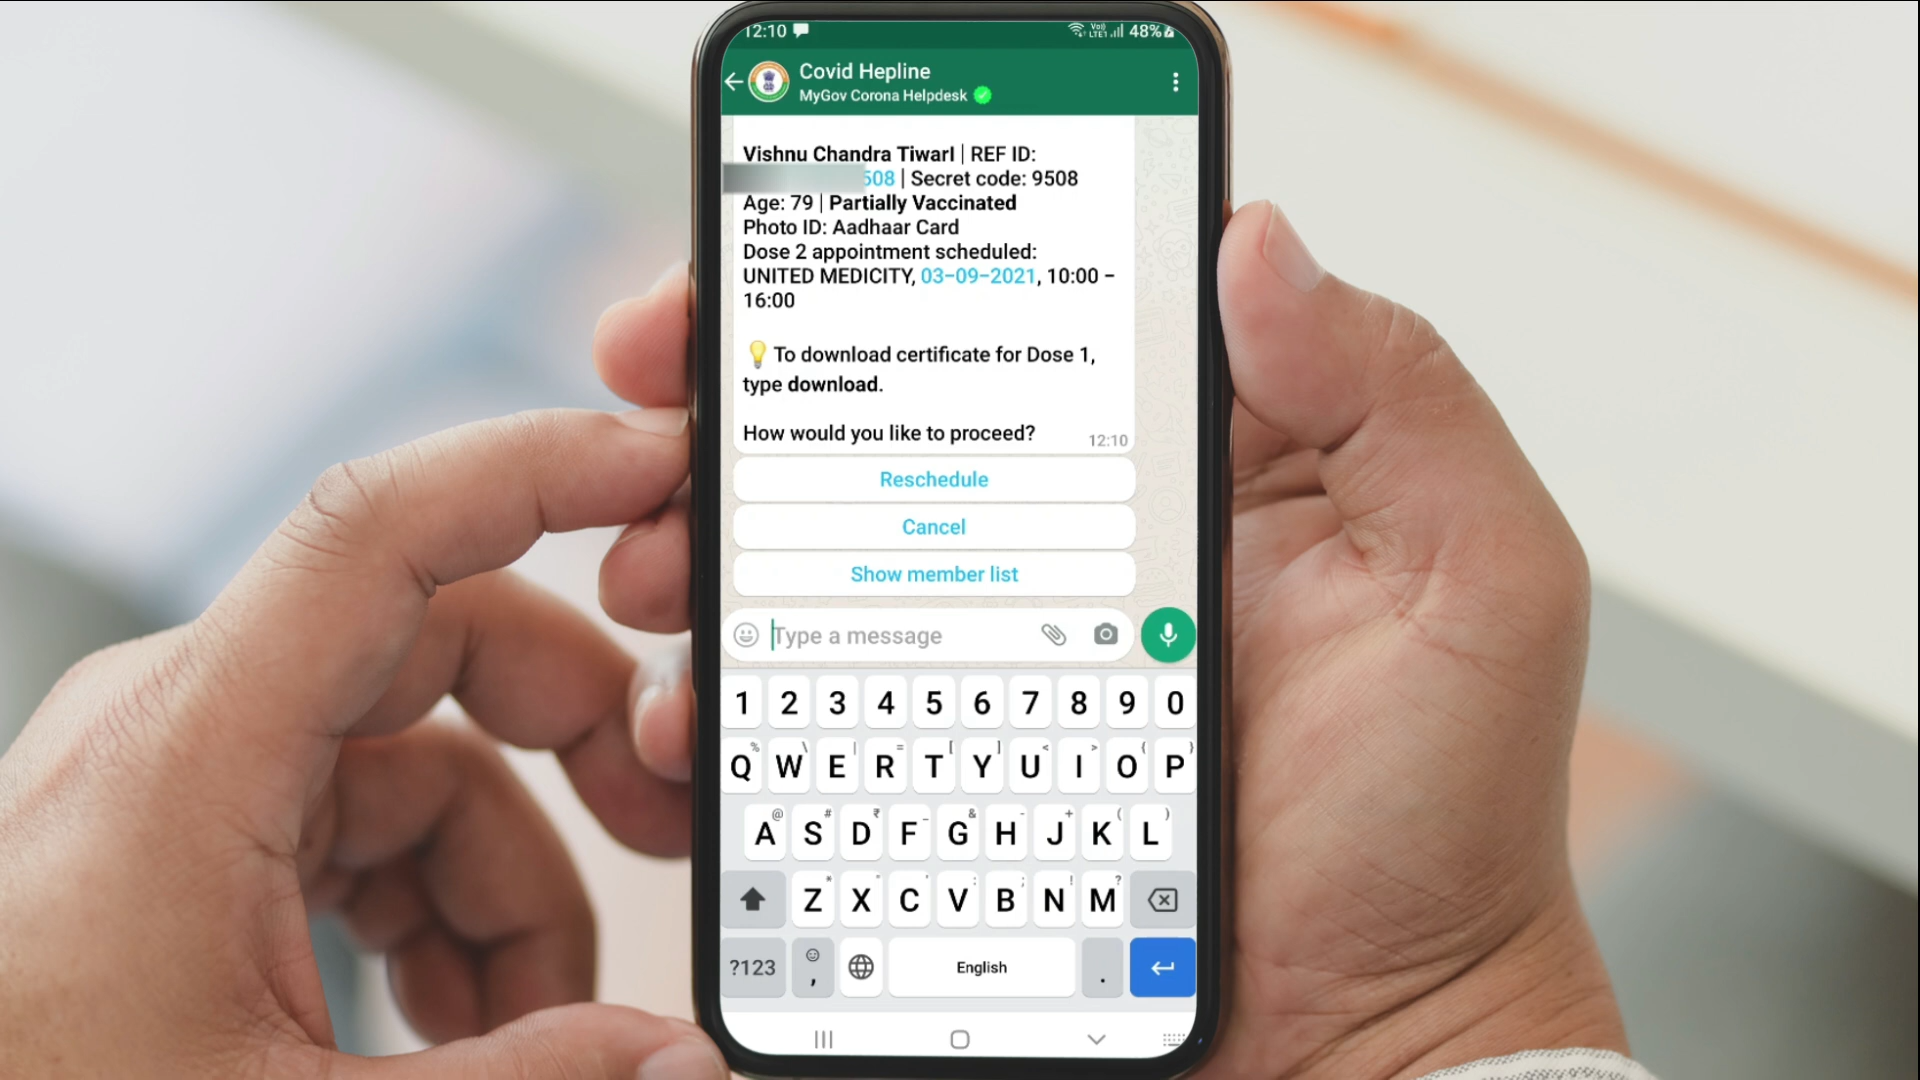 12:10 48%
Covid Hepline
MyGov Corona Helpdesk
Vishnu Chandra TiwarI | REF ID:
508 | Secret code: 9508
Age: 79 | Partially Vaccinated
Photo ID: Aadhaar Card
Dose 2 appointment scheduled:
UNITED MEDICITY, 03-09-2021, 10:00 -
16:00
💡 To download certificate for Dose 1,
type download.
How would you like to proceed? 12:10
Reschedule
Cancel
Show member list
Type a message
1 2 3 4 5 6 7 8 9 0
Q W E R T Y U I O P
A S D F G H J K L
Z X C V B N M
?123 , English .